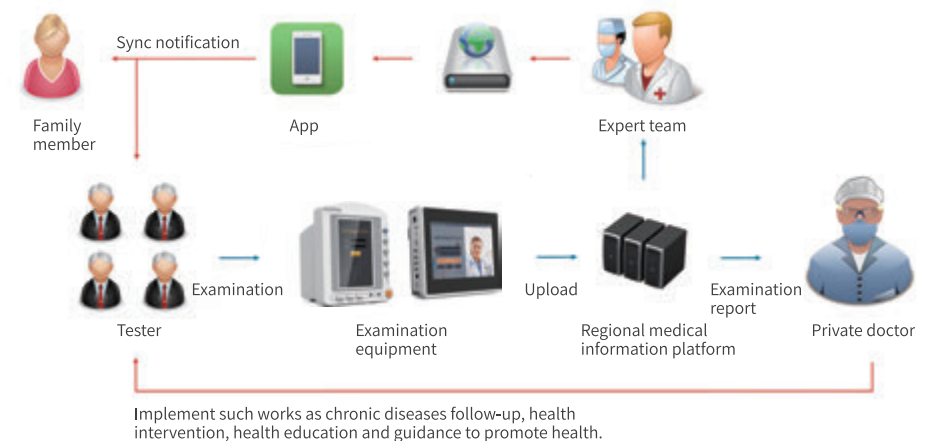 Sync notification
Family
member
App
Expert team
Examination
Upload
Examination
report
Tester
Examination
equipment
Regional medical
information platform
Private doctor
Implement such works as chronic diseases follow-up, health
intervention, health education and guidance to promote health.